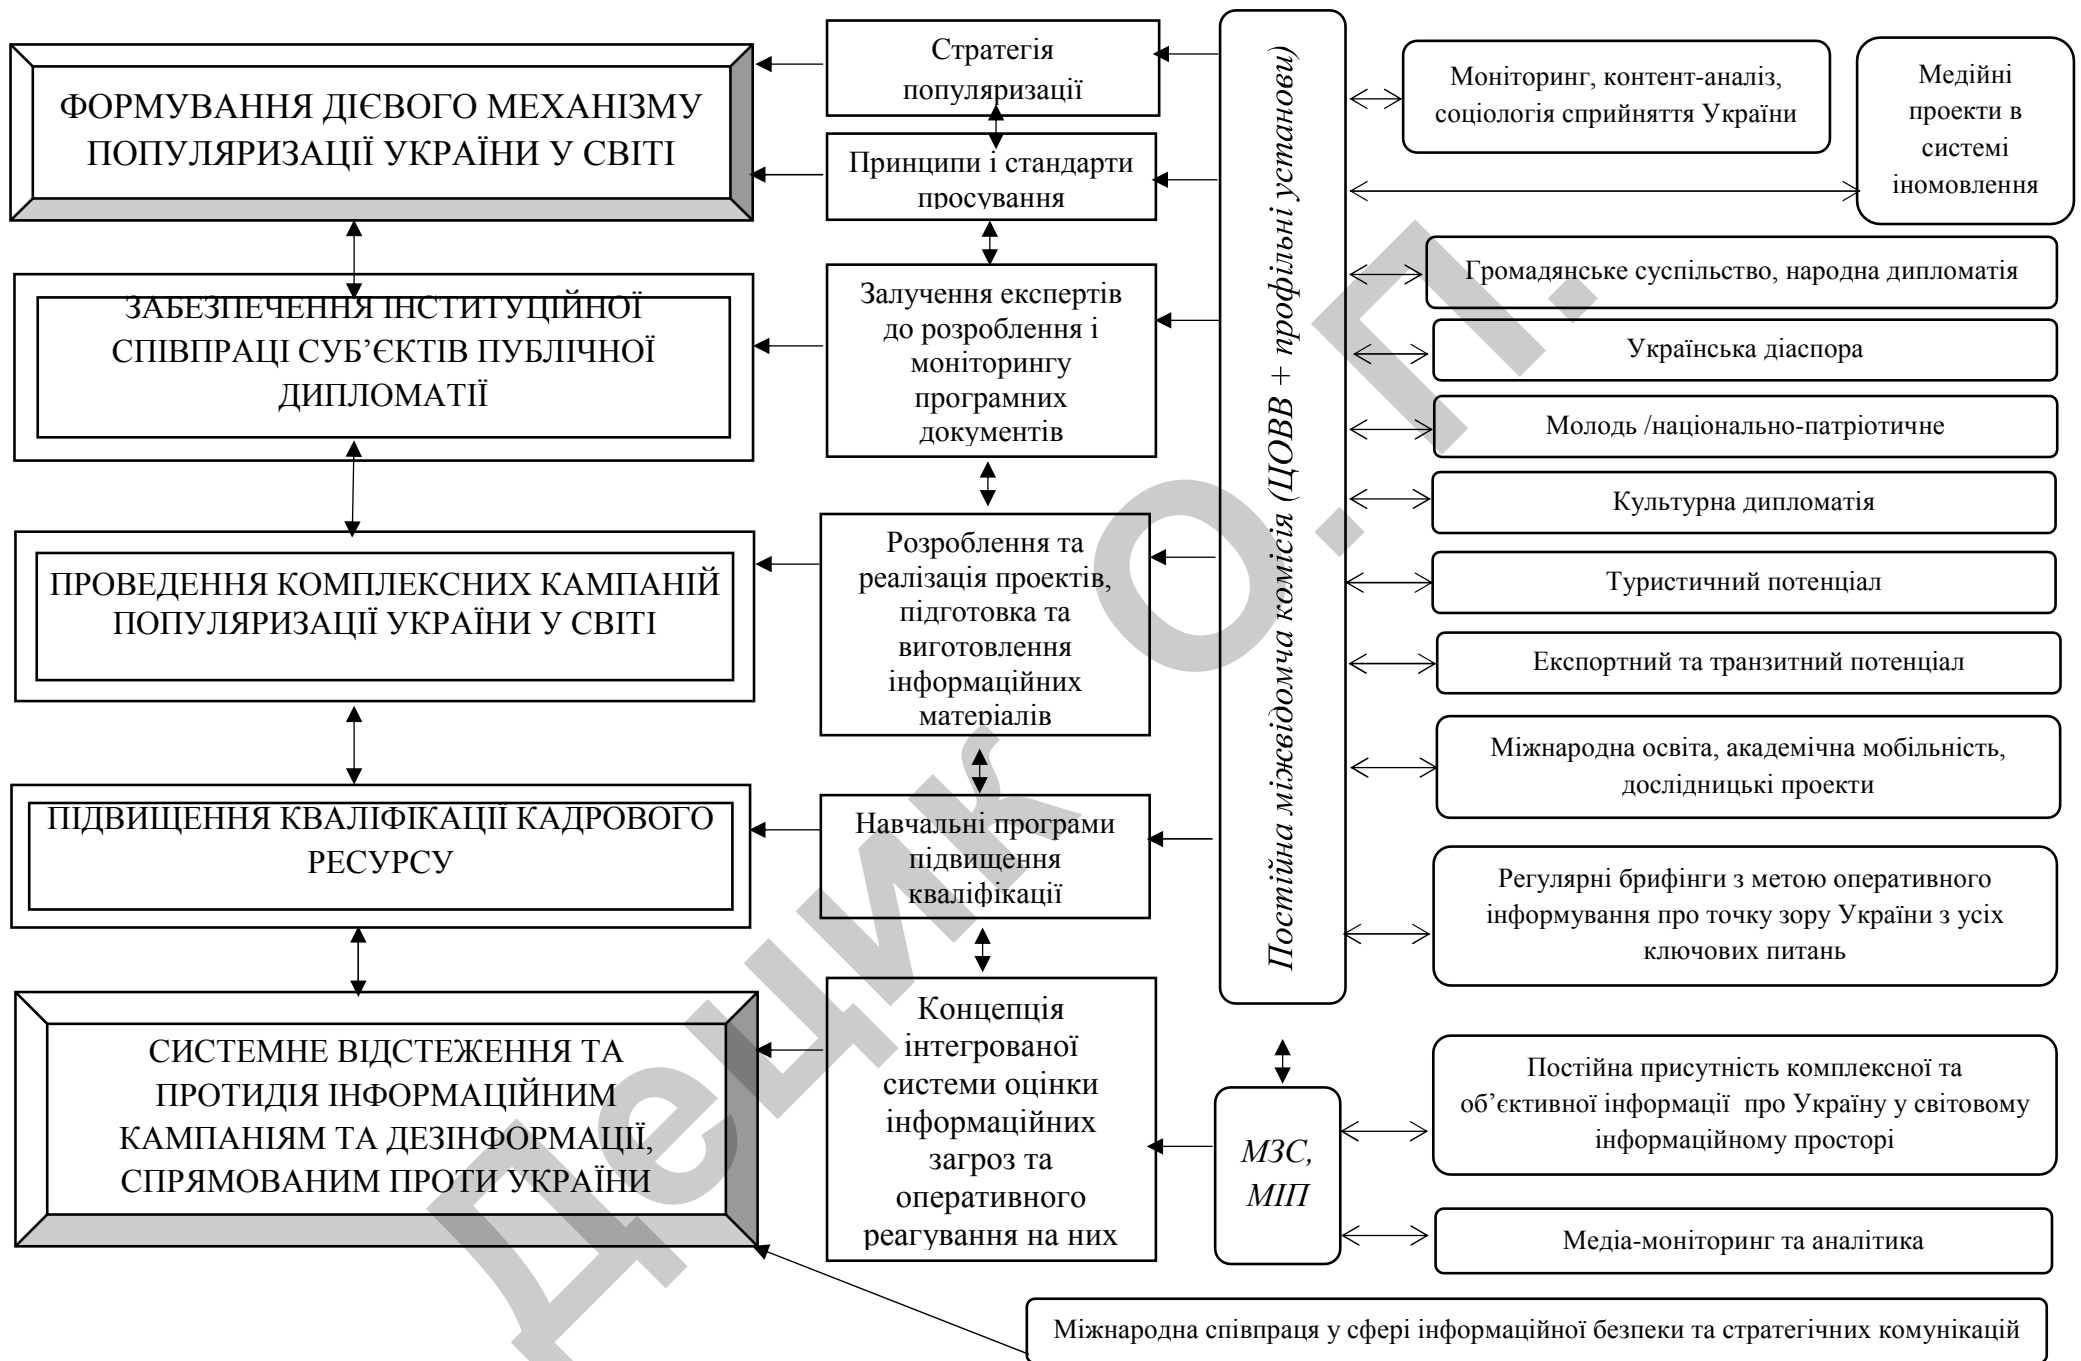 ФОРМУВАННЯ ДІЄВОГО МЕХАНІЗМУ
ПОПУЛЯРИЗАЦІЇ УКРАЇНИ У СВІТІ
ЗАБЕЗПЕЧЕННЯ ІНСТИТУЦІЙНОЇ
СПІВПРАЦІ СУБ’ЄКТІВ ПУБЛІЧНОЇ
ДИПЛОМАТІЇ
ПРОВЕДЕННЯ КОМПЛЕКСНИХ КАМПАНІЙ
ПОПУЛЯРИЗАЦІЇ УКРАЇНИ У СВІТІ
ПІДВИЩЕННЯ КВАЛІФІКАЦІЇ КАДРОВОГО
РЕСУРСУ
СИСТЕМНЕ ВІДСТЕЖЕННЯ ТА
ПРОТИДІЯ ІНФОРМАЦІЙНИМ
КАМПАНІЯМ ТА ДЕЗІНФОРМАЦІЇ,
СПРЯМОВАНИМ ПРОТИ УКРАЇНИ
Стратегія
популяризації
Принципи і стандарти
просування
Залучення експертів
до розроблення і
моніторингу
програмних
документів
Розроблення та
реалізація проектів,
підготовка та
виготовлення
інформаційних
матеріалів
Навчальні програми
підвищення
кваліфікації
Концепція
інтегрованої
системи оцінки
інформаційних
загроз та
оперативного
реагування на них
Постійна міжвідомча комісія (ЦОВВ + профільні установи)
МЗС,
МІП
Моніторинг, контент-аналіз,
соціологія сприйняття України
Медійні
проекти в
системі
іномовлення
Громадянське суспільство, народна дипломатія
Українська діаспора
Молодь /національно-патріотичне
Культурна дипломатія
Туристичний потенціал
Експортний та транзитний потенціал
Міжнародна освіта, академічна мобільність,
дослідницькі проекти
Регулярні брифінги з метою оперативного
інформування про точку зору України з усіх
ключових питань
Постійна присутність комплексної та
об’єктивної інформації про Україну у світовому
інформаційному просторі
Медіа-моніторинг та аналітика
Міжнародна співпраця у сфері інформаційної безпеки та стратегічних комунікацій
Децик О. П.